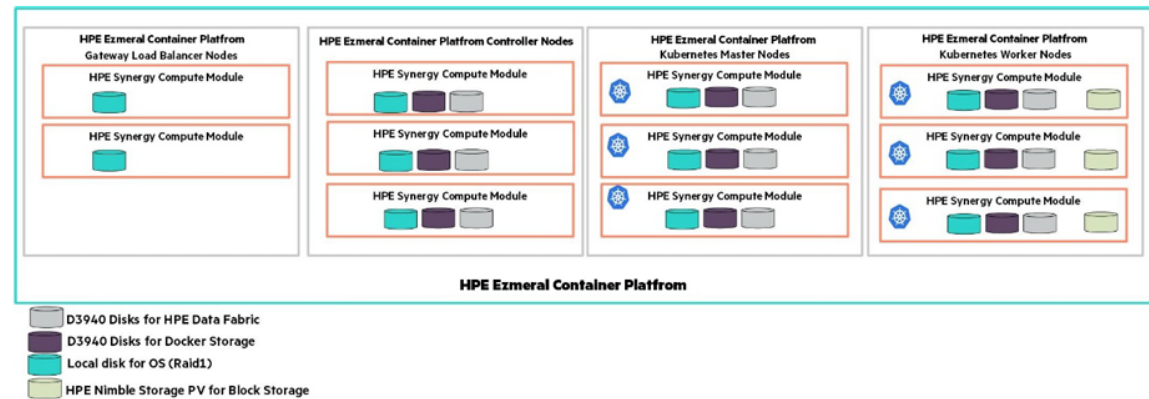 HPE Ezmeral Container Platfrom
Gateway Load Balancer Nodes
HPE Synergy Compute Module
HPE Synergy Compute Module
HPE Ezmeral Container Platfrom Controller Nodes
HPE Synergy Compute Module
HPE Synergy Compute Module
HPE Synergy Compute Module
HPE Ezmeral Container Platfrom
Kubernetes Master Nodes
HPE Synergy Compute Module
HPE Synergy Compute Module
HPE Synergy Compute Module
HPE Ezmeral Container Platfrom
Kubernetes Worker Nodes
HPE Synergy Compute Module
HPE Synergy Compute Module
HPE Synergy Compute Module
HPE Ezmeral Container Platfrom
D3940 Disks for HPE Data Fabric
D3940 Disks for Docker Storage
Local disk for OS (Raid1)
HPE Nimble Storage PV for Block Storage